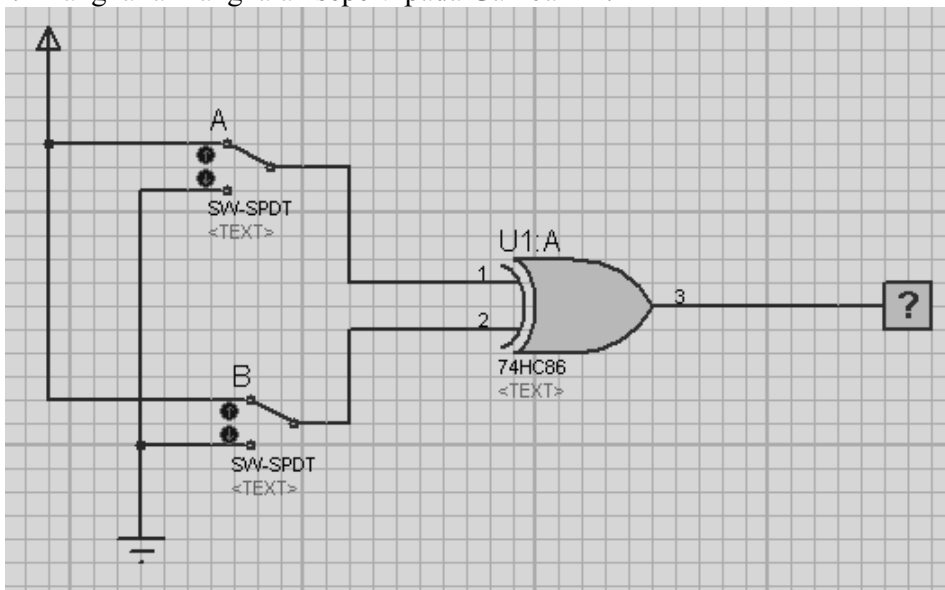 A
SW-SPDT
<TEXT>
U1:A
1
2
3
?
74HC86
<TEXT>
B
SW-SPDT
<TEXT>